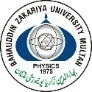 BAHAUDDIN ZAKARIYA UNIVERSITY MULTAN
PHYSICS
1975